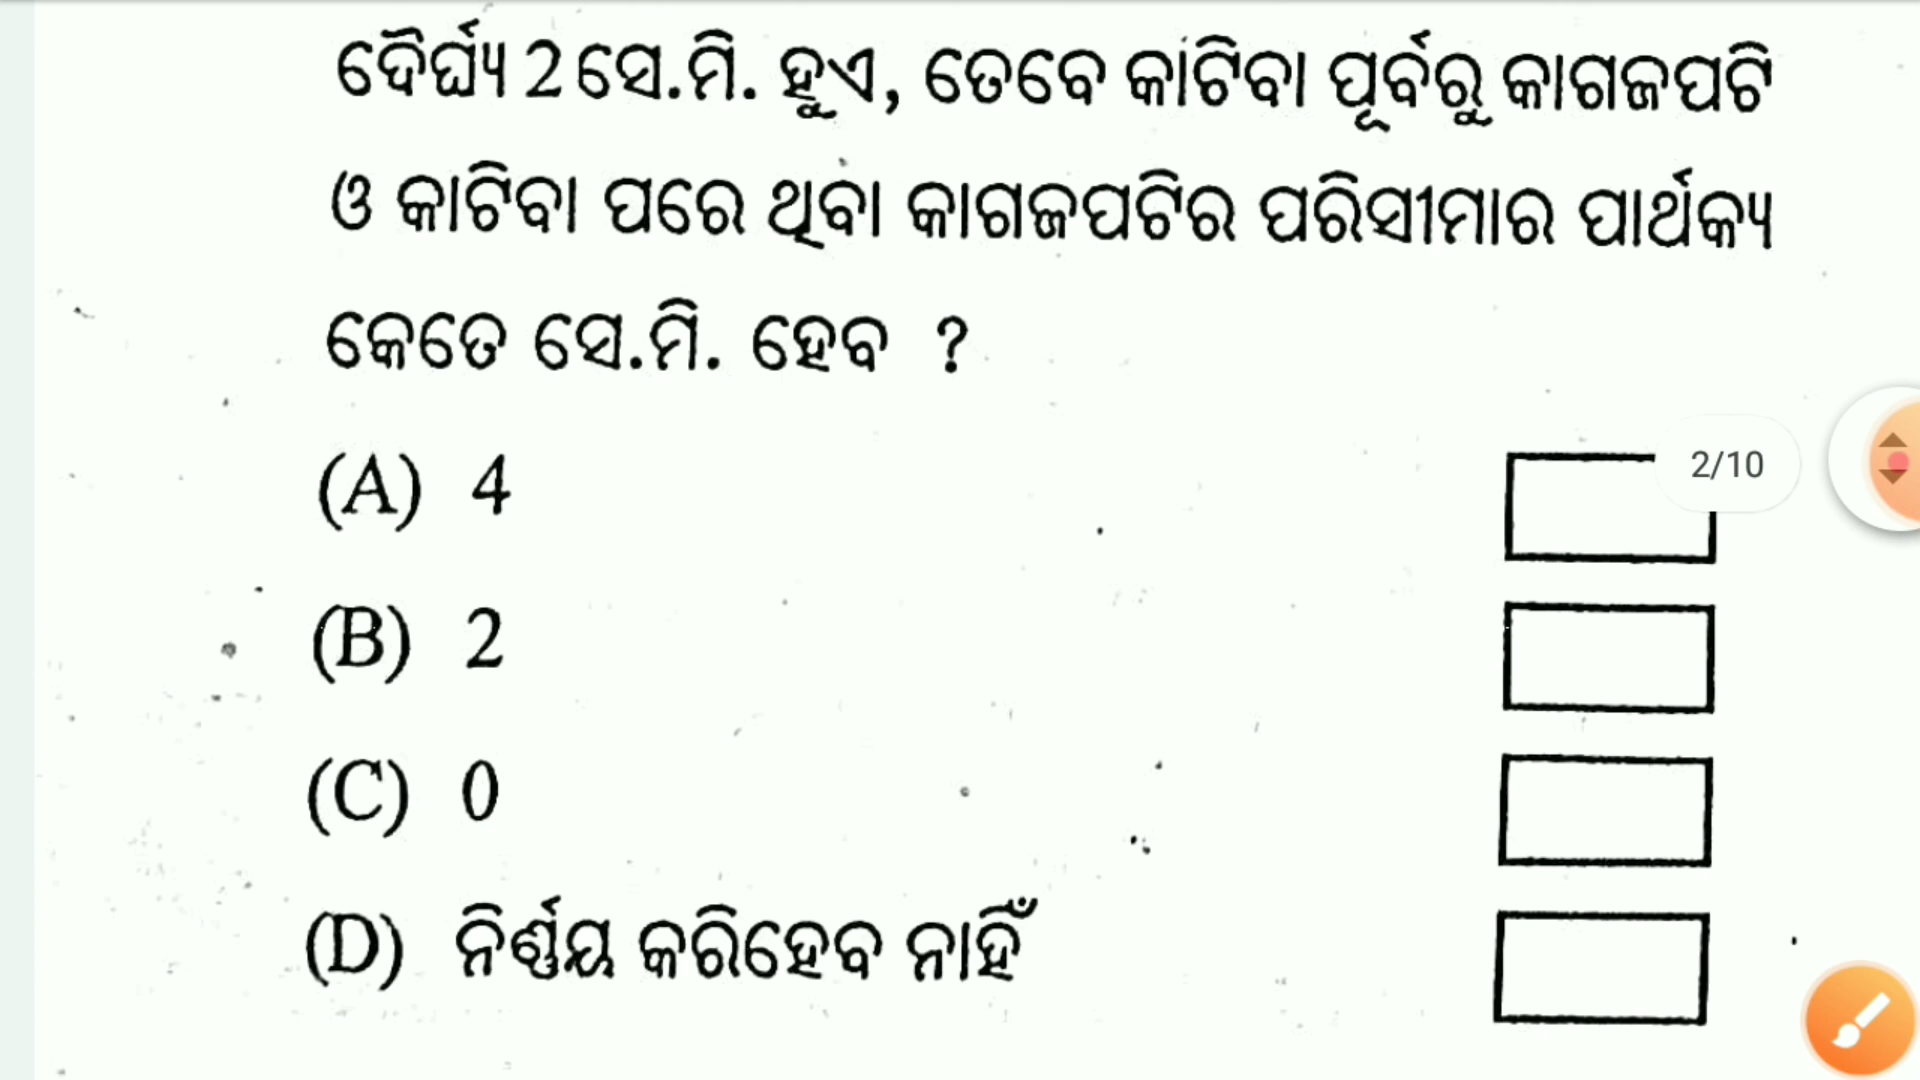 ଦୈର୍ଘ୍ୟ 2 ସେ.ମି. ହୁଏ, ତେବେ କାଟିବା ପୂର୍ବରୁ କାଗଜପଟି
ଓ କାଟିବା ପରେ ଥିବା କାଗଜପଟିର ପରିସୀମାର ପାର୍ଥକ୍ୟ
କେତେ ସେ.ମି. ହେବ ?
(A) 4
2/10
(B) 2
(C) 0
(D) ନିର୍ଣ୍ଣୟ କରିହେବ ନାହିଁ